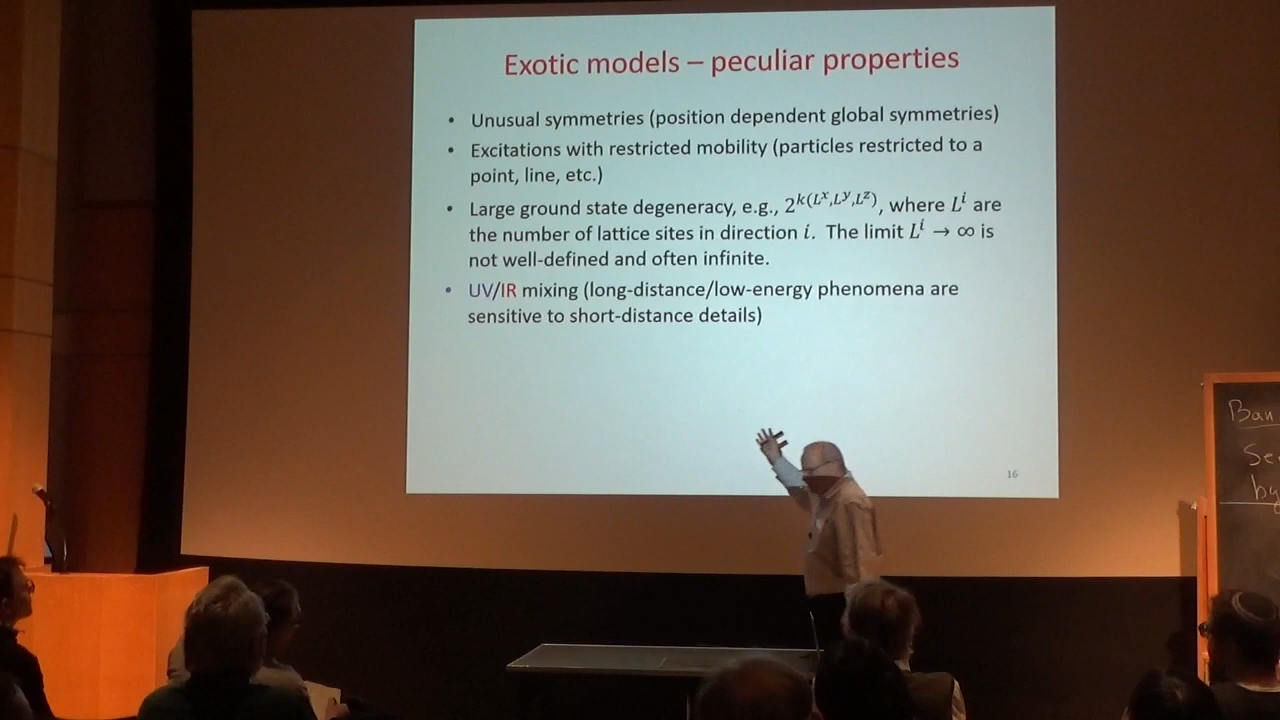 Exotic models – peculiar properties
• Unusual symmetries (position dependent global symmetries)
• Excitations with restricted mobility (particles restricted to a
point, line, etc.)
• Large ground state degeneracy, e.g., 2^{k(L^x,L^y,L^z)}, where L^i are
the number of lattice sites in direction i. The limit L^i → ∞ is
not well-defined and often infinite.
• UV/IR mixing (long-distance/low-energy phenomena are
sensitive to short-distance details)
16
Ban
Se
by